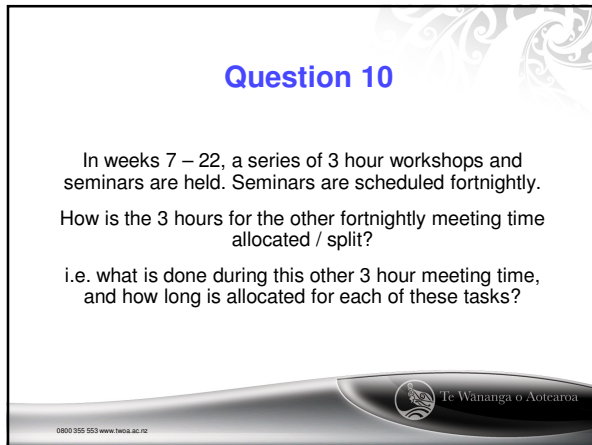 Question 10
In weeks 7 – 22, a series of 3 hour workshops and
seminars are held. Seminars are scheduled fortnightly.
How is the 3 hours for the other fortnightly meeting time
allocated / split?
i.e. what is done during this other 3 hour meeting time,
and how long is allocated for each of these tasks?
Te Wānanga o Aotearoa
0800 355 553 www.twoa.ac.nz